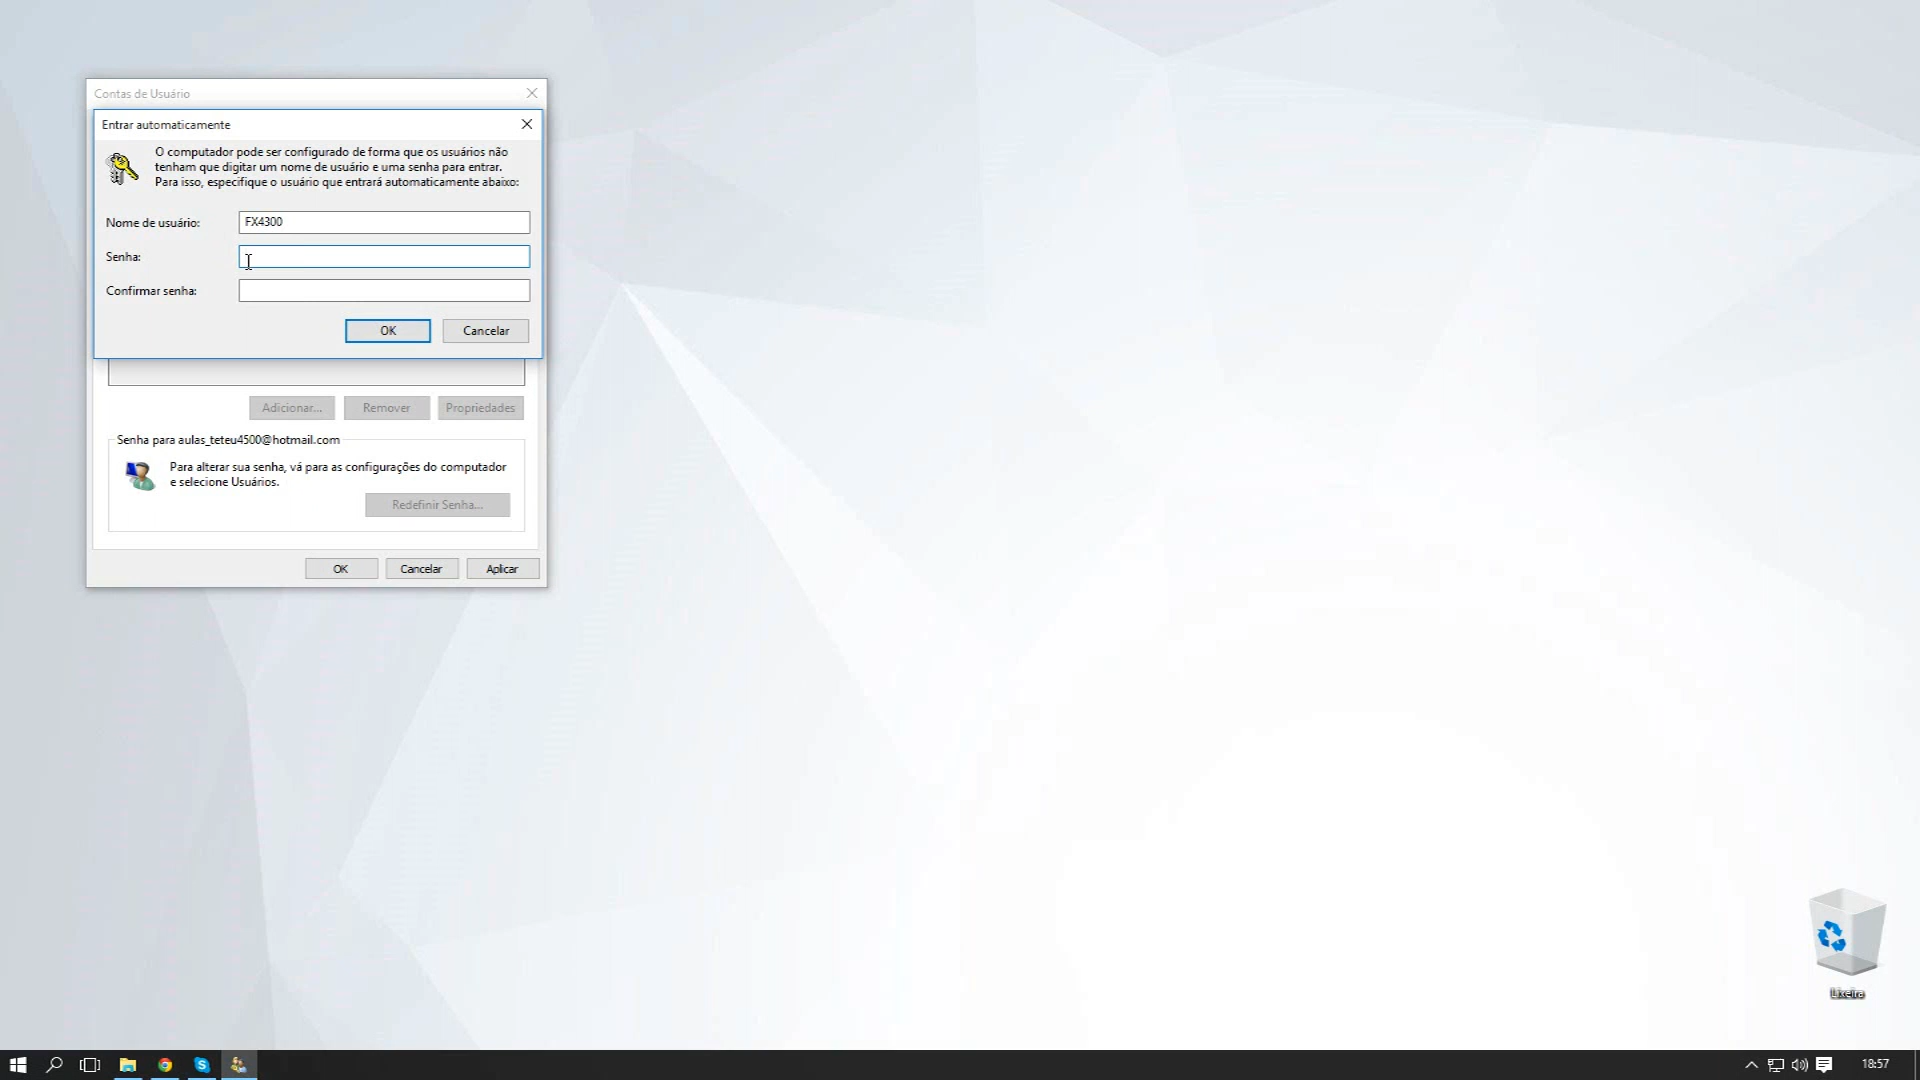 Contas de Usuário
Entrar automaticamente
O computador pode ser configurado de forma que os usuários não
tenham que digitar um nome de usuário e uma senha para entrar.
Para isso, especifique o usuário que entrará automaticamente abaixo:
Nome de usuário: FX4300
Senha:
Confirmar senha:
OK Cancelar
Adicionar... Remover Propriedades
Senha para aulas_teteu4500@hotmail.com
Para alterar sua senha, vá para as configurações do computador
e selecione Usuários.
Redefinir Senha...
OK Cancelar Aplicar
Lixeira
18:57